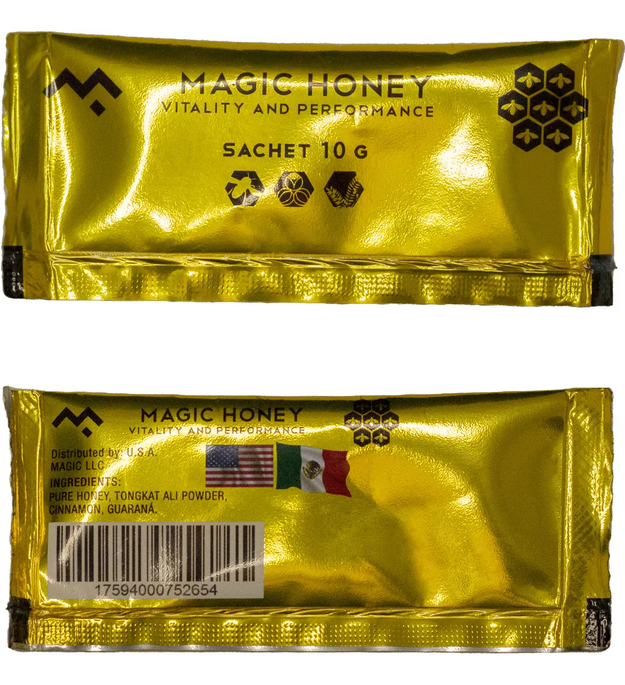 MAGIC HONEY
VITALITY AND PERFORMANCE
SACHET 10 G
MAGIC HONEY
VITALITY AND PERFORMANCE
Distributed by: U.S.A.
MAGIC LLC
INGREDIENTS:
PURE HONEY, TONGKAT ALI POWDER,
CINNAMON, GUARANÁ.
17594000752654